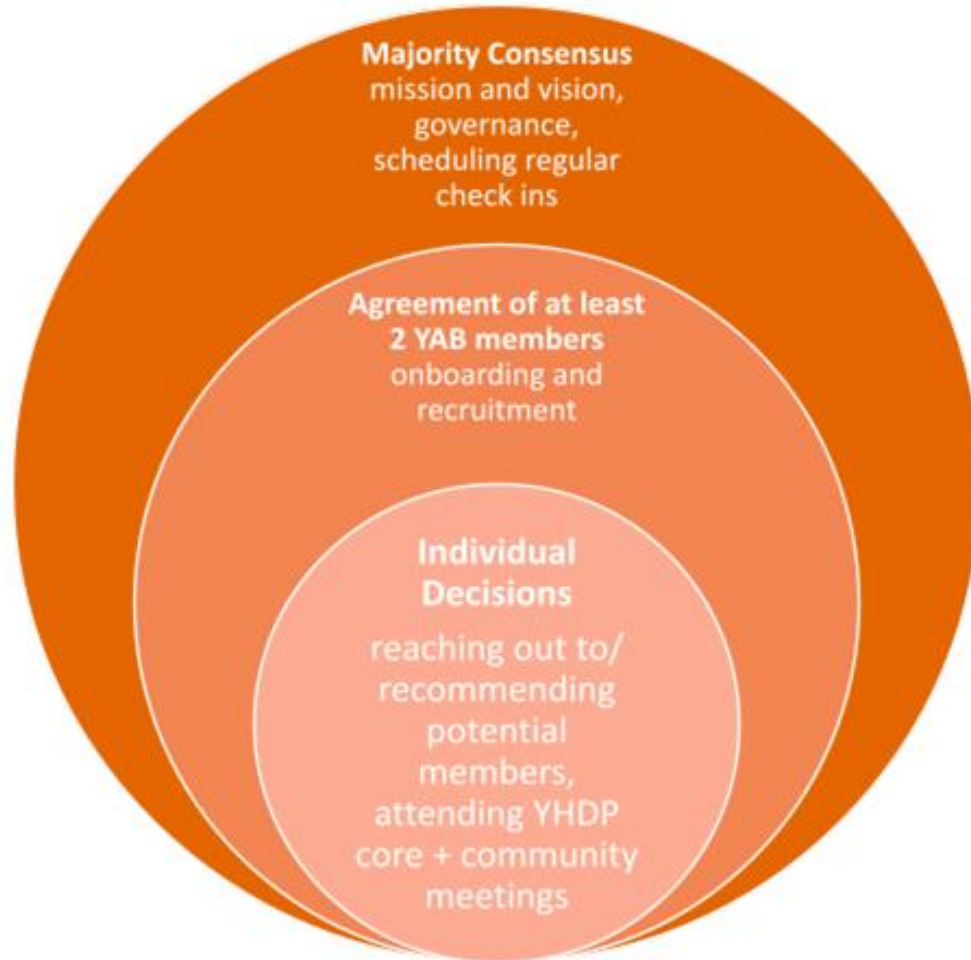 Majority Consensus
mission and vision,
governance,
scheduling regular
check ins
Agreement of at least
2 YAB members
onboarding and
recruitment
Individual
Decisions
reaching out to/
recommending
potential
members,
attending YHDP
core + community
meetings